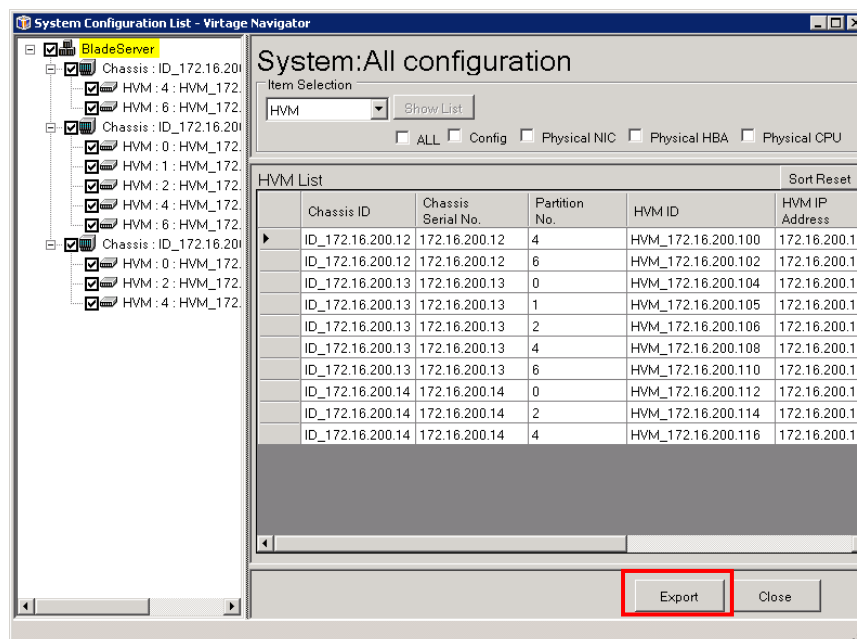 System Configuration List - Virtage Navigator
BladeServer
Chassis : ID_172.16.20
HVM : 4 : HVM_172.
HVM : 6 : HVM_172.
Chassis : ID_172.16.20
HVM : 0 : HVM_172.
HVM : 1 : HVM_172.
HVM : 2 : HVM_172.
HVM : 4 : HVM_172.
HVM : 6 : HVM_172.
Chassis : ID_172.16.20
HVM : 0 : HVM_172.
HVM : 2 : HVM_172.
HVM : 4 : HVM_172.
System:All configuration
Item Selection
HVM Show List
ALL Config Physical NIC Physical HBA Physical CPU
HVM List Sort Reset
Chassis ID Chassis Serial No. Partition No. HVM ID HVM IP Address
ID_172.16.200.12 172.16.200.12 4 HVM_172.16.200.100 172.16.200.1
ID_172.16.200.12 172.16.200.12 6 HVM_172.16.200.102 172.16.200.1
ID_172.16.200.13 172.16.200.13 0 HVM_172.16.200.104 172.16.200.1
ID_172.16.200.13 172.16.200.13 1 HVM_172.16.200.105 172.16.200.1
ID_172.16.200.13 172.16.200.13 2 HVM_172.16.200.106 172.16.200.1
ID_172.16.200.13 172.16.200.13 4 HVM_172.16.200.108 172.16.200.1
ID_172.16.200.13 172.16.200.13 6 HVM_172.16.200.110 172.16.200.1
ID_172.16.200.14 172.16.200.14 0 HVM_172.16.200.112 172.16.200.1
ID_172.16.200.14 172.16.200.14 2 HVM_172.16.200.114 172.16.200.1
ID_172.16.200.14 172.16.200.14 4 HVM_172.16.200.116 172.16.200.1
Export Close